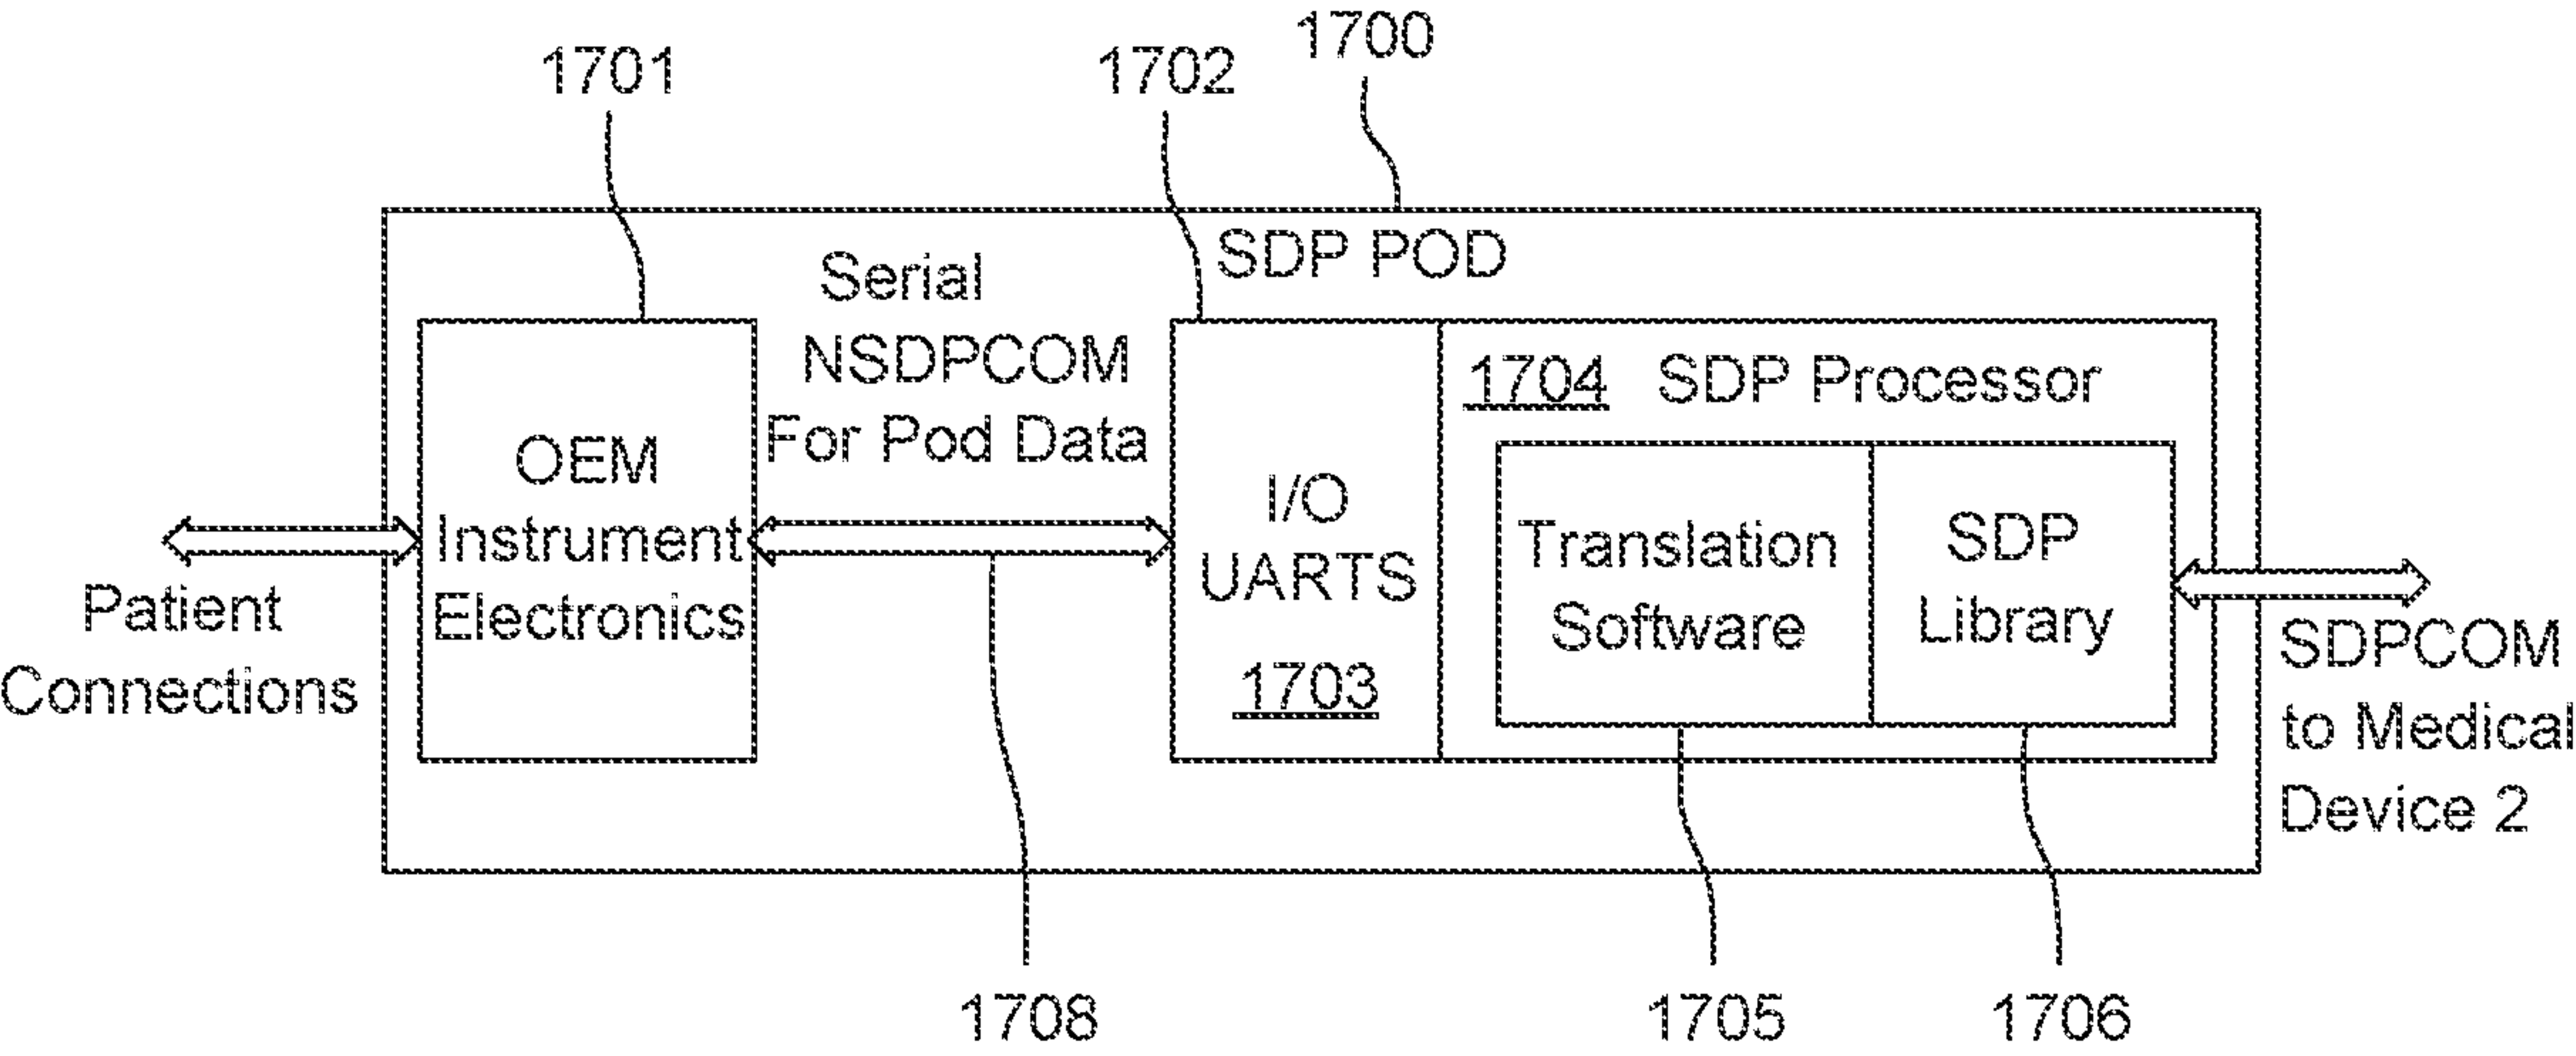 1700
1701
1702
SDP POD
Serial
NSDPCOM
For Pod Data
1704 SDP Processor
OEM
Instrument
Electronics
I/O
UARTS
1703
Translation
Software
SDP
Library
Patient
Connections
SDPCOM
to Medical
Device 2
1708
1705
1706